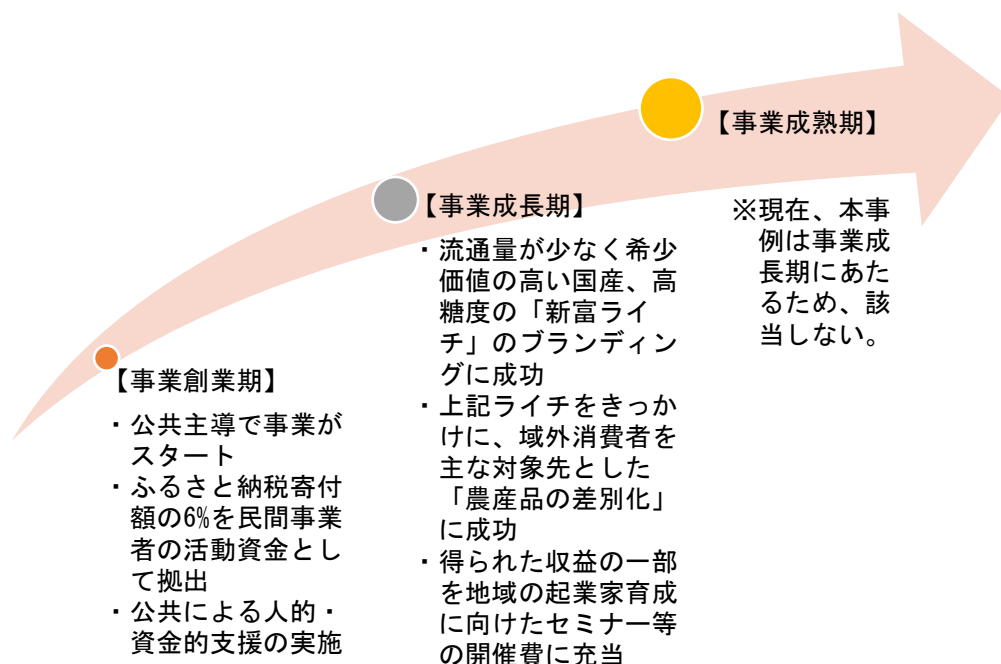 【事業創業期】
・公共主導で事業が
スタート
・ふるさと納税寄付
額の6%を民間事業
者の活動資金とし
て拠出
・公共による人的・
資金的支援の実施
【事業成長期】
・流通量が少なく希少
価値の高い国産、高
糖度の「新富ライ
チ」のブランディン
グに成功
・上記ライチをきっか
けに、域外消費者を
主な対象先とした
「農産品の差別化」
に成功
・得られた収益の一部
を地域の起業家育成
に向けたセミナー等
の開催費に充当
【事業成熟期】
※現在、本事
例は事業成
長期にあた
るため、該
当しない。